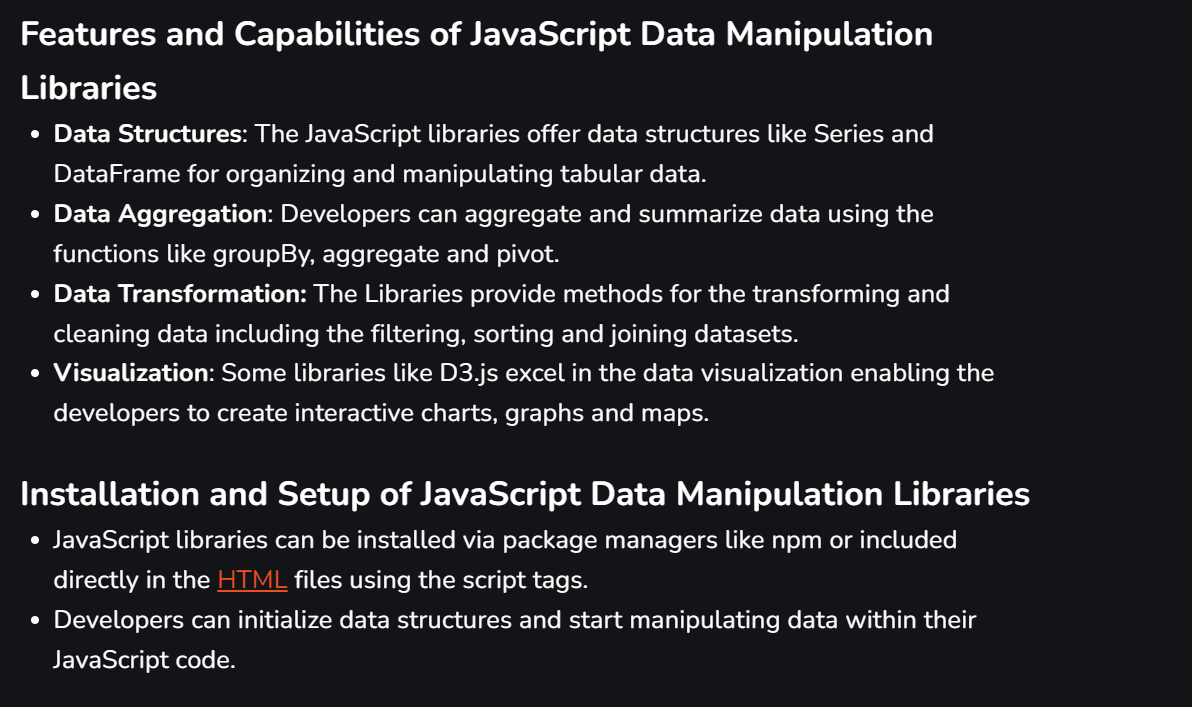 Features and Capabilities of JavaScript Data Manipulation
Libraries
• Data Structures: The JavaScript libraries offer data structures like Series and
DataFrame for organizing and manipulating tabular data.
• Data Aggregation: Developers can aggregate and summarize data using the
functions like groupBy, aggregate and pivot.
• Data Transformation: The Libraries provide methods for the transforming and
cleaning data including the filtering, sorting and joining datasets.
• Visualization: Some libraries like D3.js excel in the data visualization enabling the
developers to create interactive charts, graphs and maps.
Installation and Setup of JavaScript Data Manipulation Libraries
• JavaScript libraries can be installed via package managers like npm or included
directly in the HTML files using the script tags.
• Developers can initialize data structures and start manipulating data within their
JavaScript code.